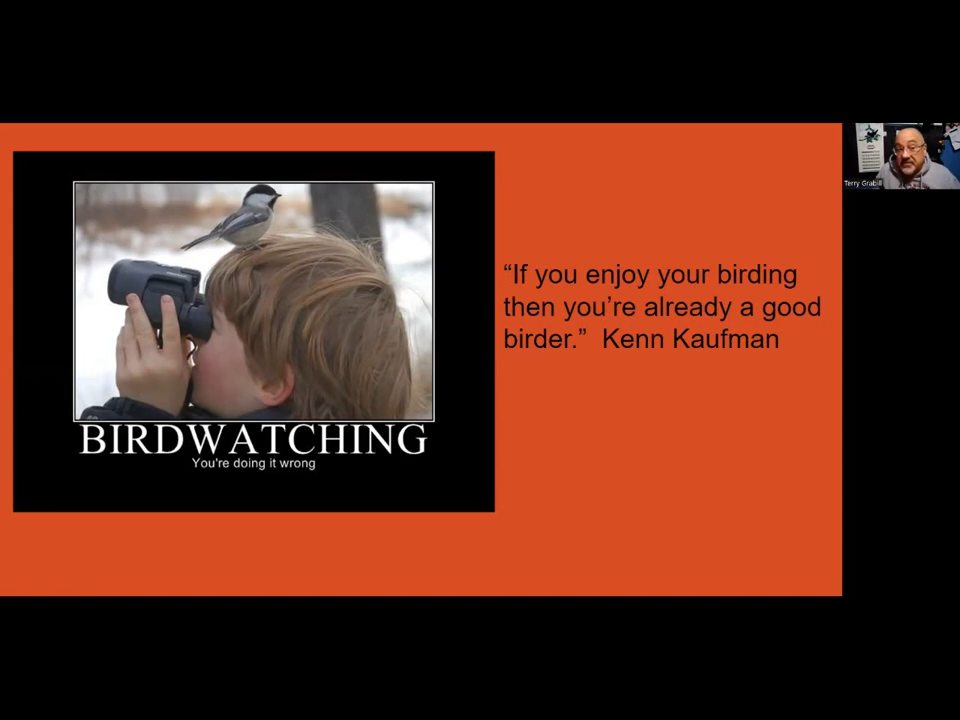 BIRDWATCHING
You're doing it wrong
“If you enjoy your birding
then you’re already a good
birder.”  Kenn Kaufman
Terry Grabill